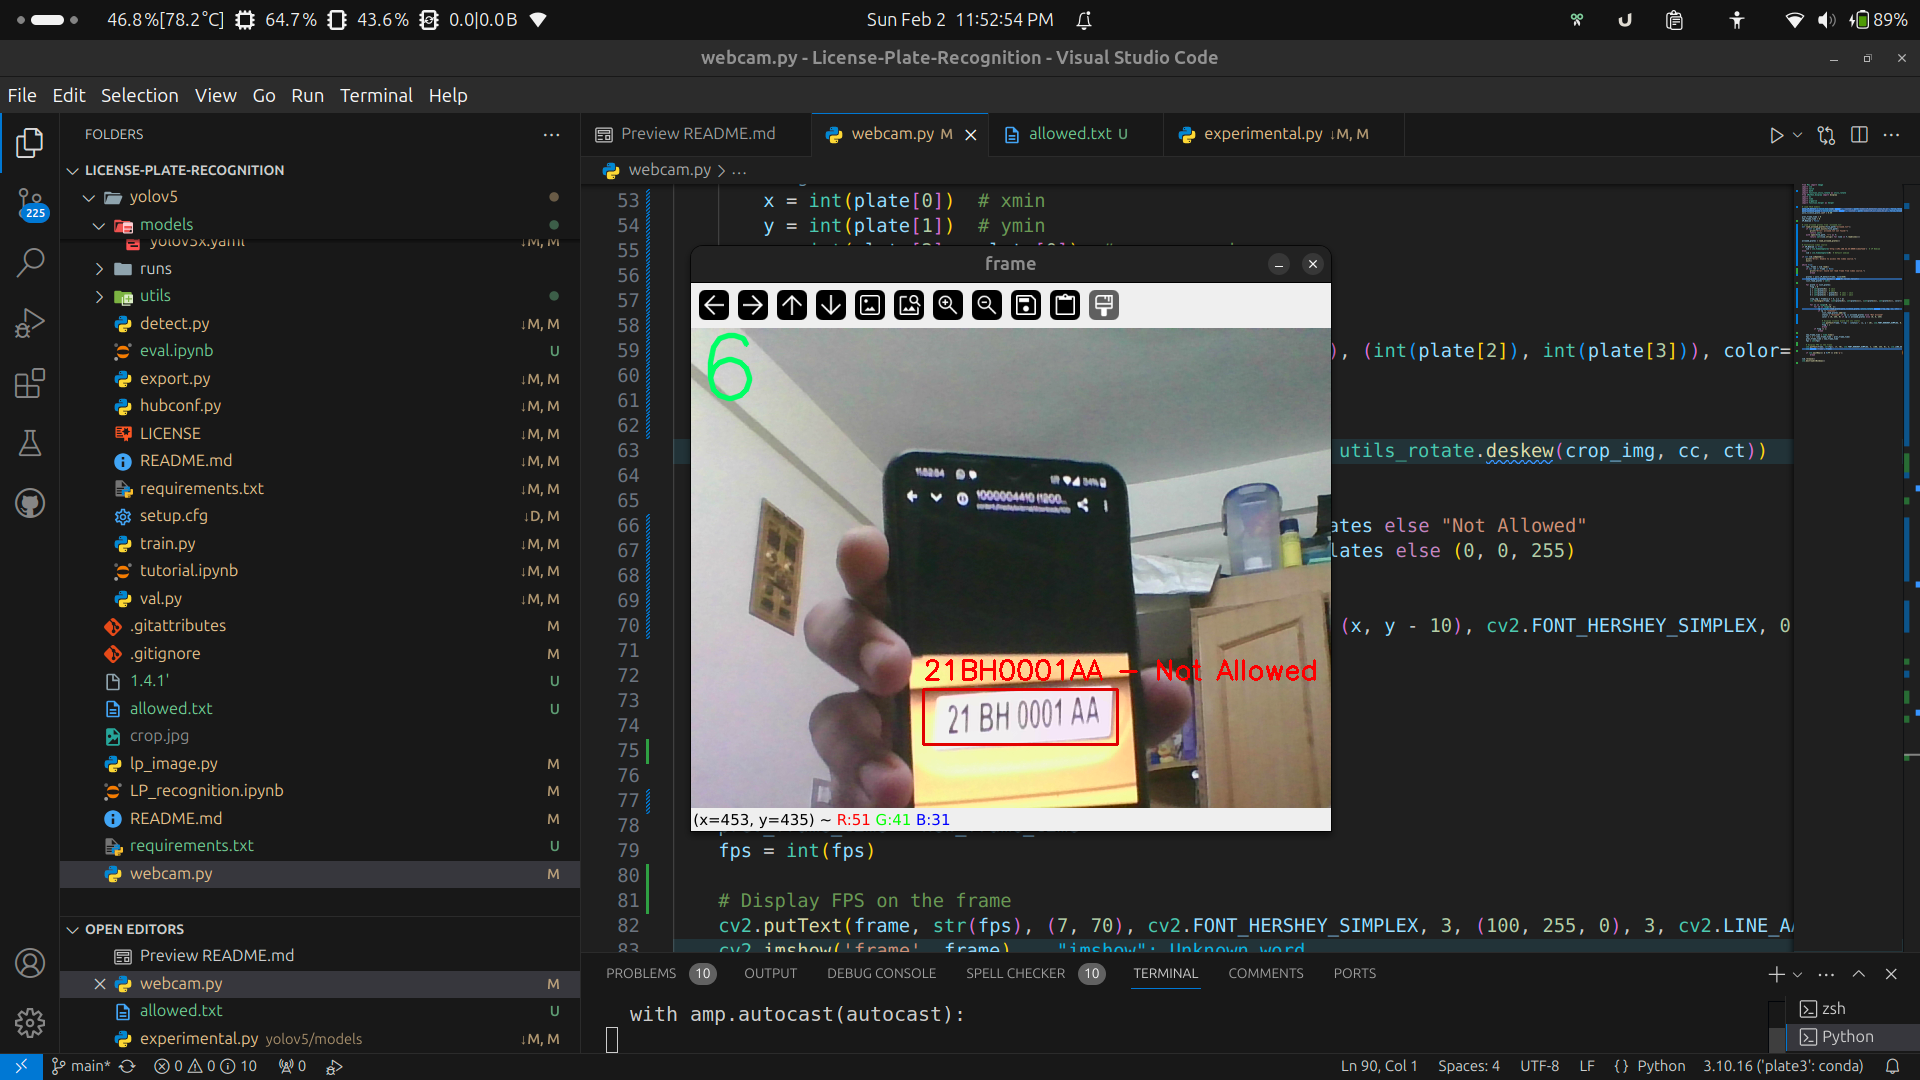 46.8%[78.2°C] 64.7% 43.6% 0.0|0.0B
Sun Feb 2 11:52:54 PM
89%
webcam.py - License-Plate-Recognition - Visual Studio Code
File Edit Selection View Go Run Terminal Help
FOLDERS
LICENSE-PLATE-RECOGNITION
yolov5
models
yolov5x.yaml ↓M, M
runs
utils
detect.py ↓M, M
eval.ipynb U
export.py ↓M, M
hubconf.py ↓M, M
LICENSE ↓M, M
README.md ↓M, M
requirements.txt ↓M, M
setup.cfg ↓D, M
train.py ↓M, M
tutorial.ipynb ↓M, M
val.py ↓M, M
.gitattributes M
.gitignore M
1.4.1' U
allowed.txt U
crop.jpg
lp_image.py M
LP_recognition.ipynb M
README.md M
requirements.txt U
webcam.py M
225
OPEN EDITORS
Preview README.md
webcam.py M
allowed.txt U
experimental.py yolov5/models ↓M, M
Preview README.md
webcam.py M
allowed.txt U
experimental.py ↓M, M
webcam.py > ...
53 x = int(plate[0]) # xmin
54 y = int(plate[1]) # ymin
55
56
57
58
59 ), (int(plate[2]), int(plate[3])), color=
60
61
62
63 utils_rotate.deskew(crop_img, cc, ct))
64
65
66 ates else "Not Allowed"
67 lates else (0, 0, 255)
68
69
70 (x, y - 10), cv2.FONT_HERSHEY_SIMPLEX, 0
71
72
73
74
75
76
77
78
79 fps = int(fps)
80
81 # Display FPS on the frame
82 cv2.putText(frame, str(fps), (7, 70), cv2.FONT_HERSHEY_SIMPLEX, 3, (100, 255, 0), 3, cv2.LINE_A
83 cv2.imshow('frame', frame) "imshow": Unknown word.
frame
6
21BH0001AA - Not Allowed
21 BH 0001 AA
(x=453, y=435) ~ R:51 G:41 B:31
PROBLEMS 10 OUTPUT DEBUG CONSOLE SPELL CHECKER 10 TERMINAL COMMENTS PORTS
with amp.autocast(autocast):
zsh
Python
main* 0 0 10 0
Ln 90, Col 1 Spaces: 4 UTF-8 LF {} Python 3.10.16 ('plate3': conda)